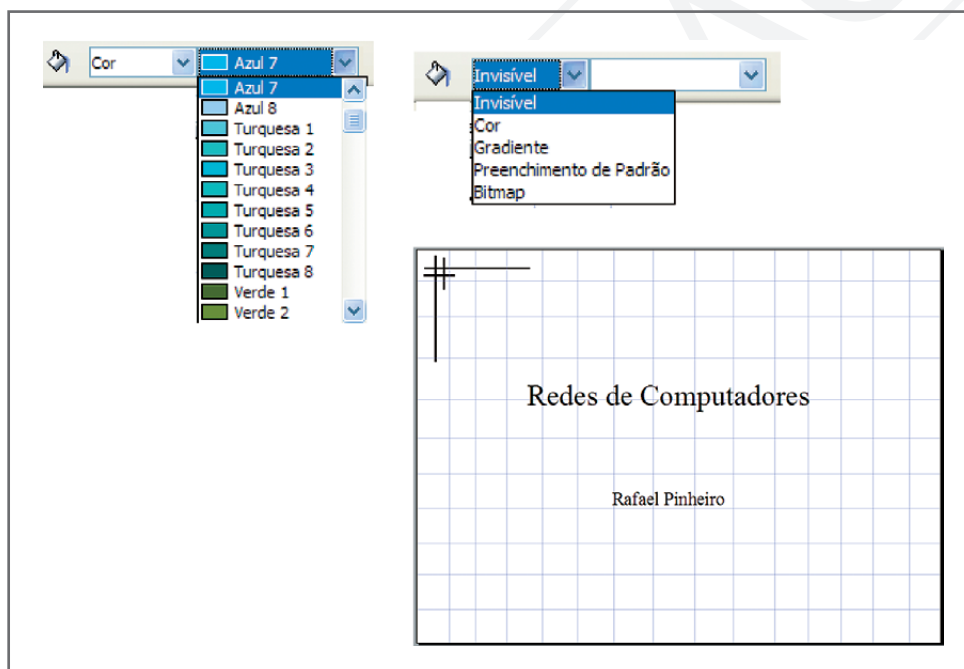 Cor
Azul 7
Azul 7
Azul 8
Turquesa 1
Turquesa 2
Turquesa 3
Turquesa 4
Turquesa 5
Turquesa 6
Turquesa 7
Turquesa 8
Verde 1
Verde 2
Invisível
Invisível
Cor
Gradiente
Preenchimento de Padrão
Bitmap
Redes de Computadores
Rafael Pinheiro